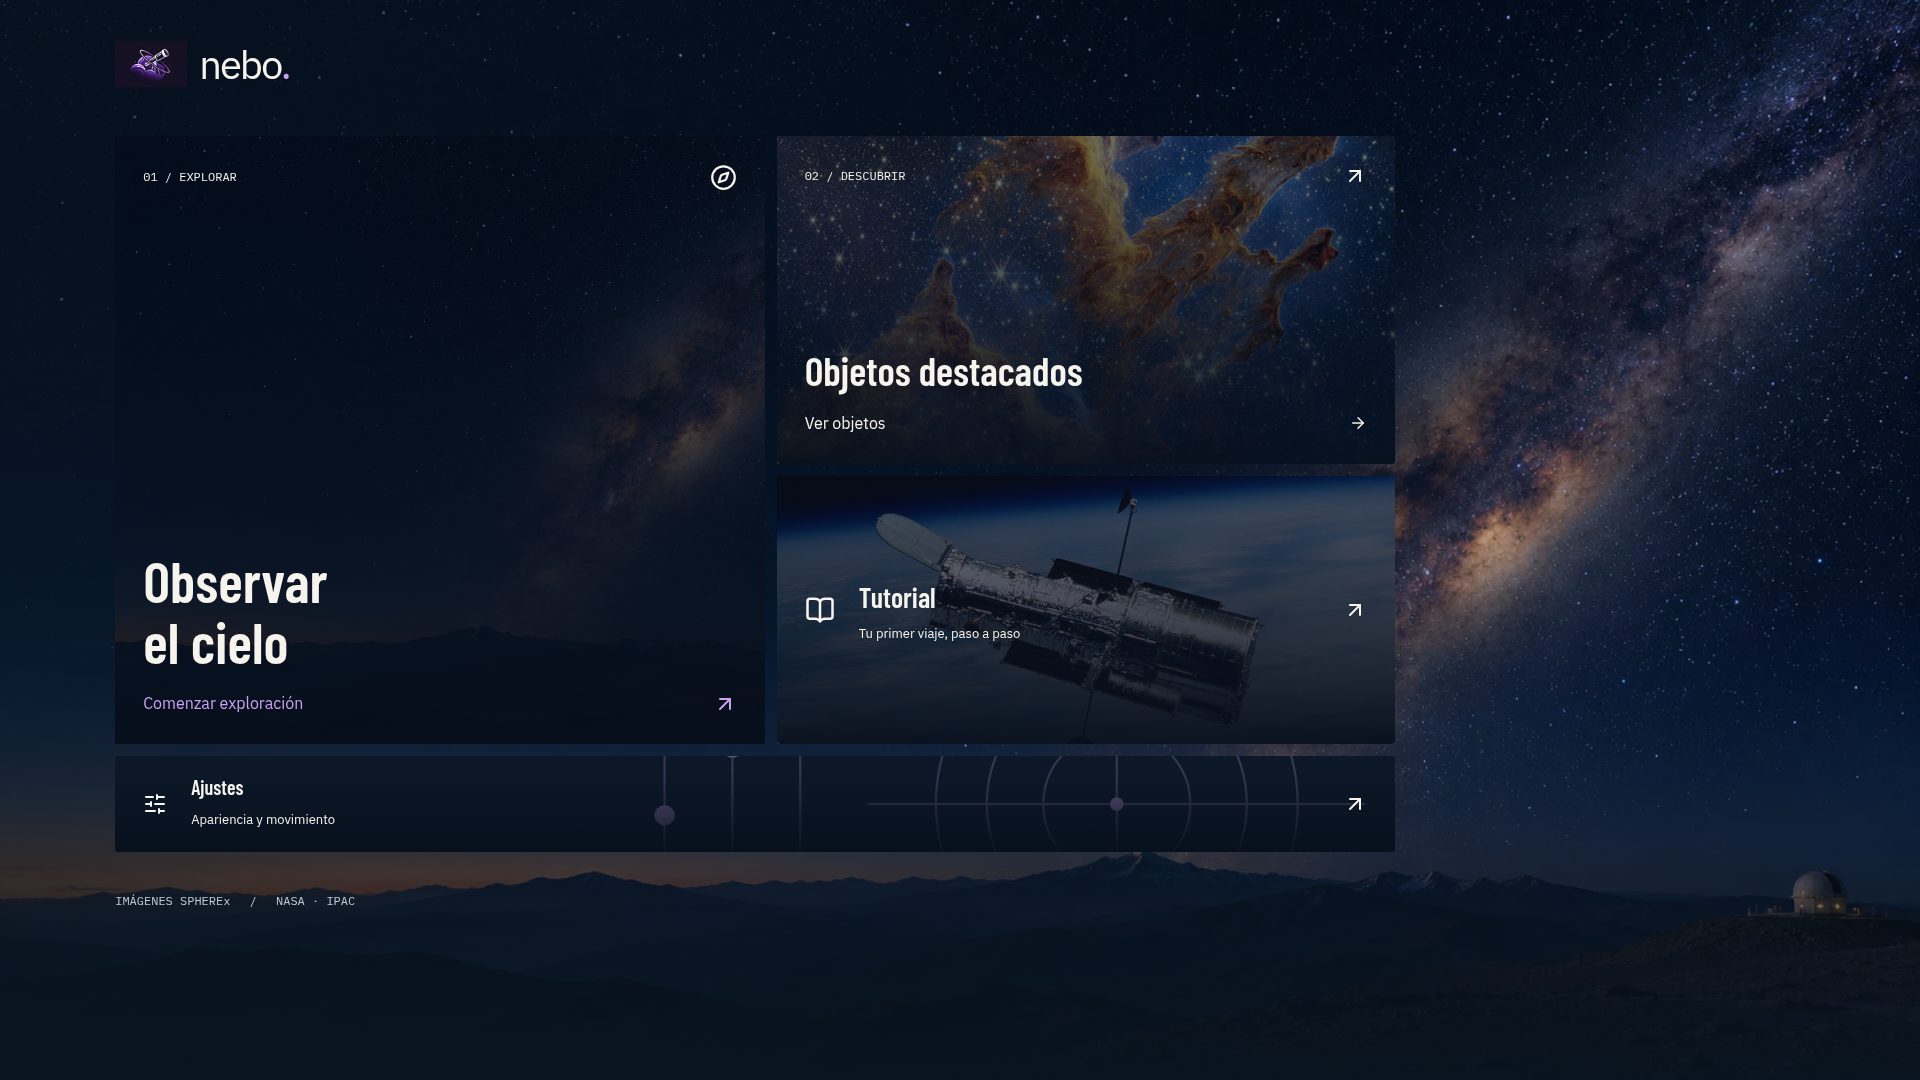 nebo.
01 / EXPLORAR
Observar
el cielo
Comenzar exploración
02 / DESCUBRIR
Objetos destacados
Ver objetos
Tutorial
Tu primer viaje, paso a paso
Ajustes
Apariencia y movimiento
IMÁGENES SPHEREx / NASA · IPAC